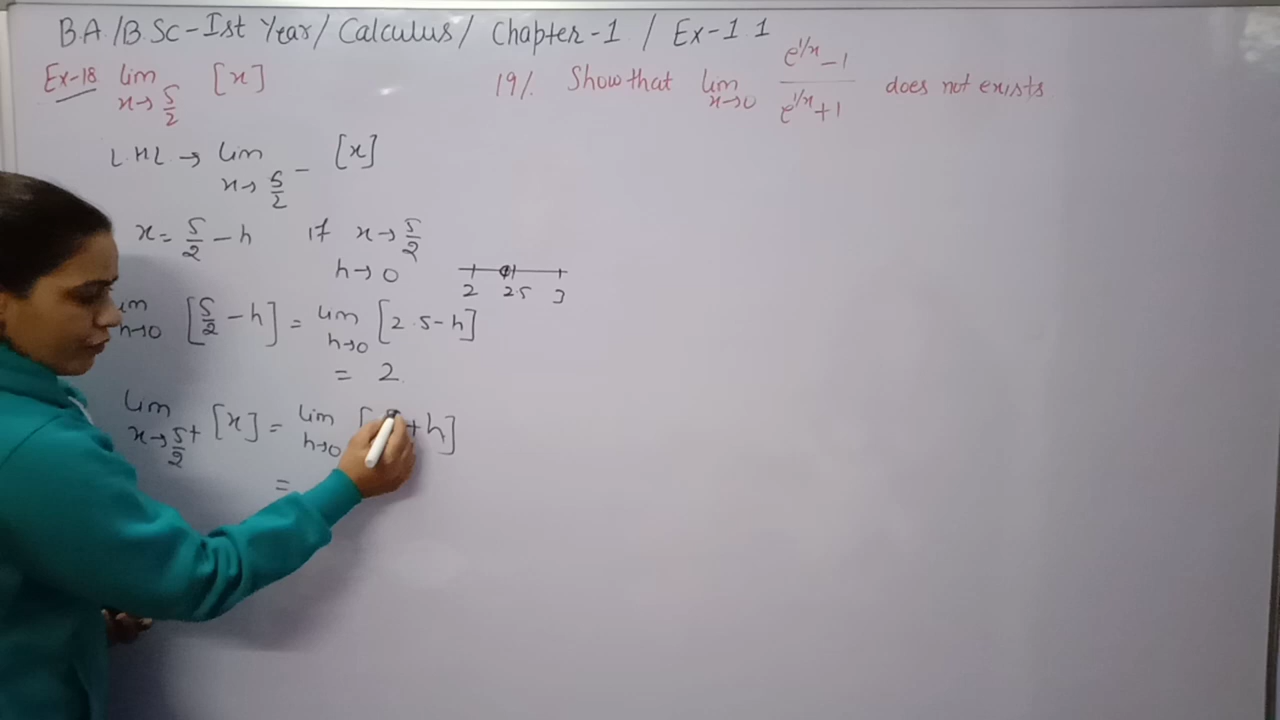 B.A./B.Sc-Ist Year/ Calculus/ Chapter-1 / Ex-1.1
Ex-18 lim x→5/2 [x]
L.H.L → lim x→5/2 - [x]
x = 5/2 - h if x→5/2
h→0
2 2.5 3
h→0 [5/2 - h] = lim h→0 [2.5-h]
= 2
lim x→5/2+ [x] = lim h→0 [ +h]
=
19/. Show that lim x→0 e^1/x - 1 / e^1/x + 1 does not exists.